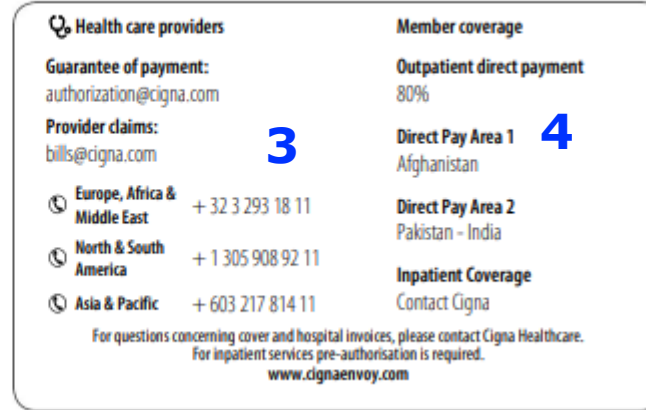 Health care providers
Guarantee of payment:
authorization@cigna.com
Provider claims:
bills@cigna.com
3
Europe, Africa &
Middle East
+ 32 3 293 18 11
North & South
America
+ 1 305 908 92 11
Asia & Pacific
+ 603 217 814 11
Member coverage
Outpatient direct payment
80%
4
Direct Pay Area 1
Afghanistan
Direct Pay Area 2
Pakistan - India
Inpatient Coverage
Contact Cigna
For questions concerning cover and hospital invoices, please contact Cigna Healthcare.
For inpatient services pre-authorisation is required.
www.cignaenvoy.com